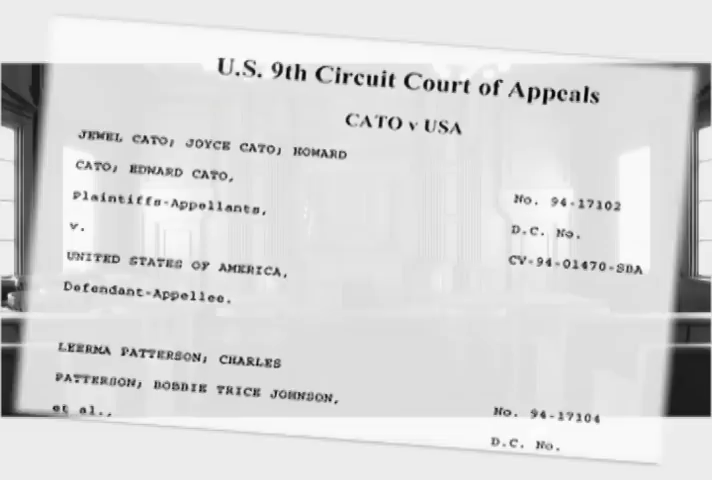 U.S. 9th Circuit Court of Appeals
CATO v USA
JEWEL CATO; JOYCE CATO; HOWARD
CATO; EDWARD CATO,
Plaintiffs-Appellants,
No. 94-17102
v.
D.C. No.
UNITED STATES OF AMERICA,
CV-94-01470-SBA
Defendant-Appellee.
LEERMA PATTERSON; CHARLES
PATTERSON; BOBBIE TRICE JOHNSON,
et al.,
No. 94-17104
D.C. No.